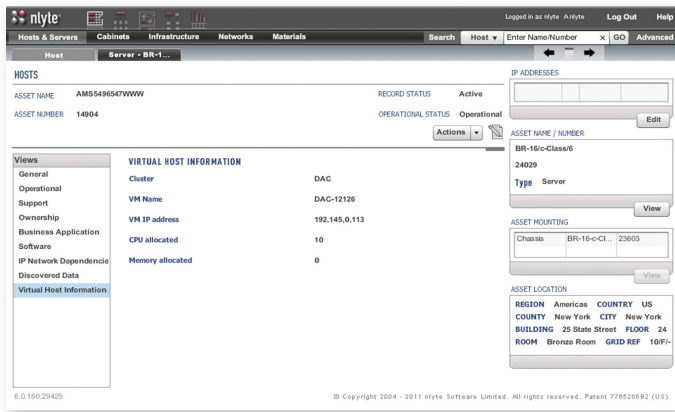 nlyte
Logged in as nlyte Anlyte Log Out Help
Hosts & Servers Cabinets Infrastructure Networks Materials Search Host Enter Name/Number x GO Advanced
Host Server - BR-1...
HOSTS
ASSET NAME AMS5496547WWW RECORD STATUS Active
ASSET NUMBER 14904 OPERATIONAL STATUS Operational
Actions
Views
General
Operational
Support
Ownership
Business Application
Software
IP Network Dependencie
Discovered Data
Virtual Host Information
VIRTUAL HOST INFORMATION
Cluster DAC
VM Name DAC-12126
VM IP address 192,145,0,113
CPU allocated 10
Memory allocated 0
IP ADDRESSES
Edit
ASSET NAME / NUMBER
BR-16/c-Class/6
24029
Type Server
View
ASSET MOUNTING
Chassis BR-16-c-Cl... 23603
View
ASSET LOCATION
REGION Americas COUNTRY US
COUNTY New York CITY New York
BUILDING 25 State Street FLOOR 24
ROOM Bronze Room GRID REF 10/F/-
6.0.160.29429
© Copyright 2004 - 2011 nlyte Software Limited. All rights reserved. Patent 7765286B2 (US).